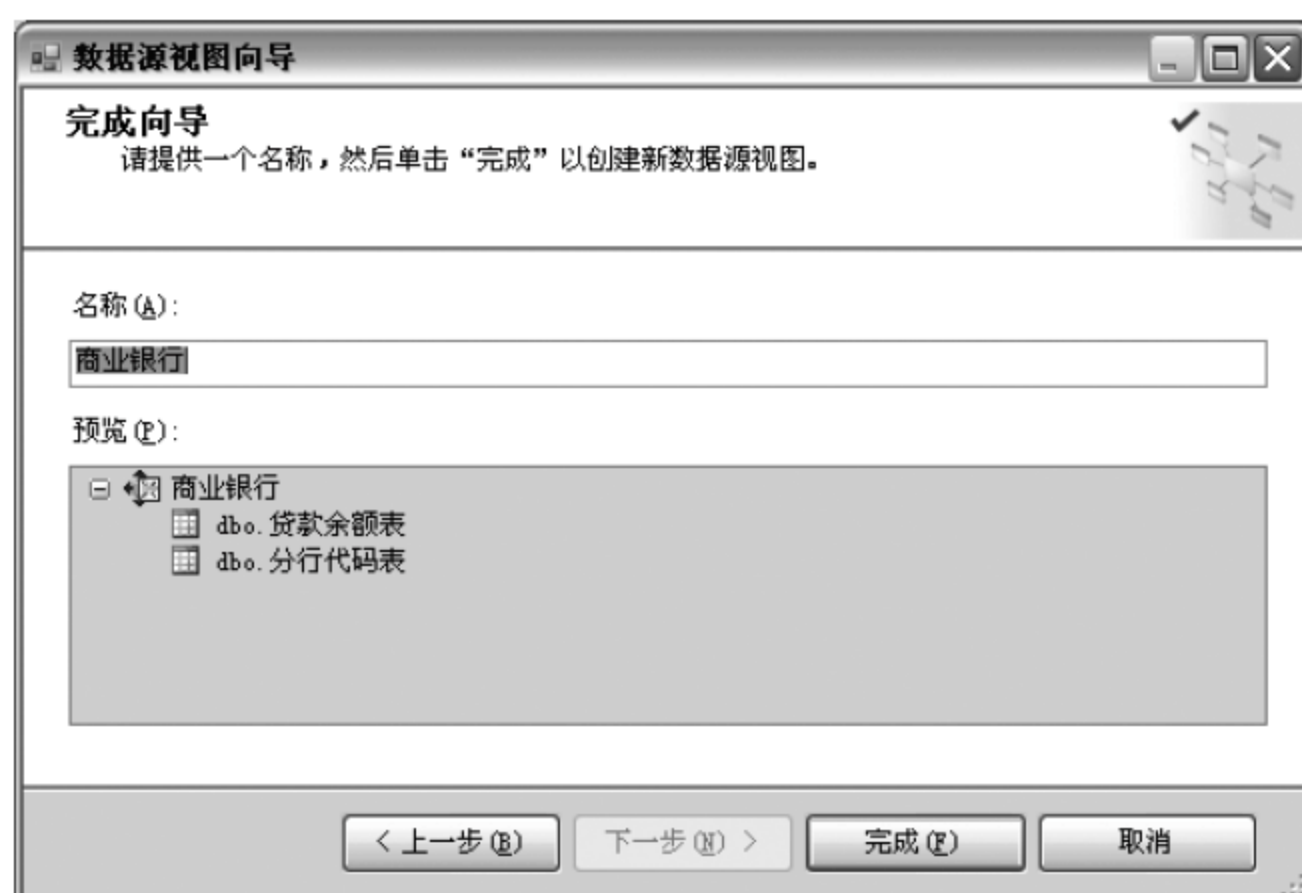 数据源视图向导
完成向导
请提供一个名称，然后单击“完成”以创建新数据源视图。
名称(A):
商业银行
预览(P):
商业银行
dbo.贷款余额表
dbo.分行代码表
< 上一步(B)
下一步(N) >
完成(F)
取消